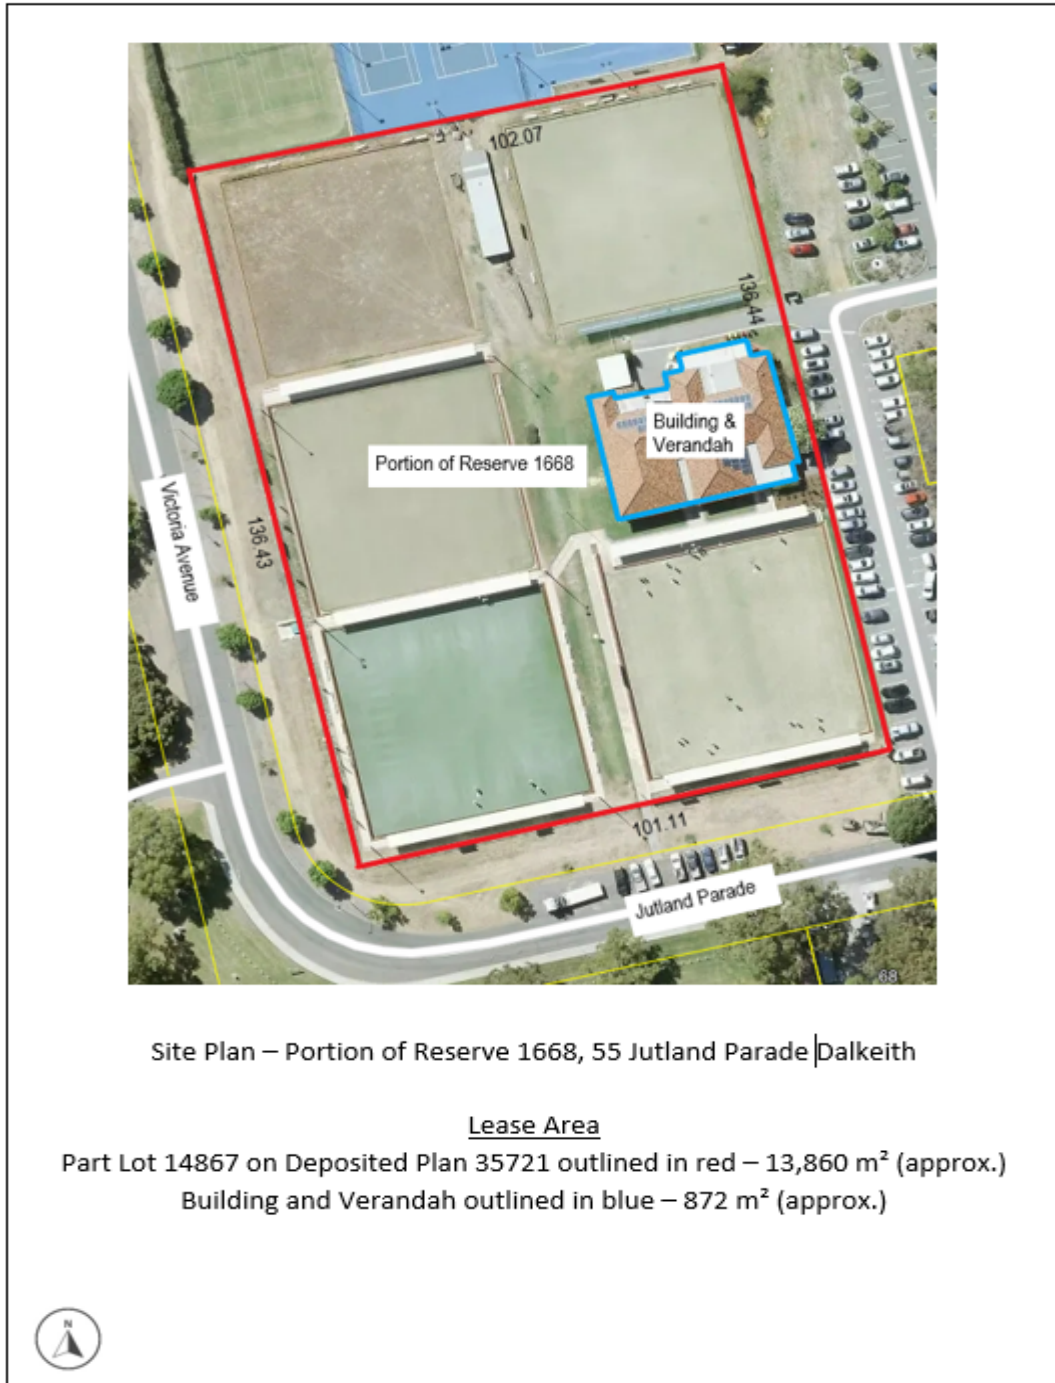 102.07
136.44
Building &
Verandah
Portion of Reserve 1668
Victoria Avenue
136.43
101.11
Jutland Parade
68
Site Plan – Portion of Reserve 1668, 55 Jutland Parade Dalkeith
Lease Area
Part Lot 14867 on Deposited Plan 35721 outlined in red – 13,860 m² (approx.)
Building and Verandah outlined in blue – 872 m² (approx.)
N